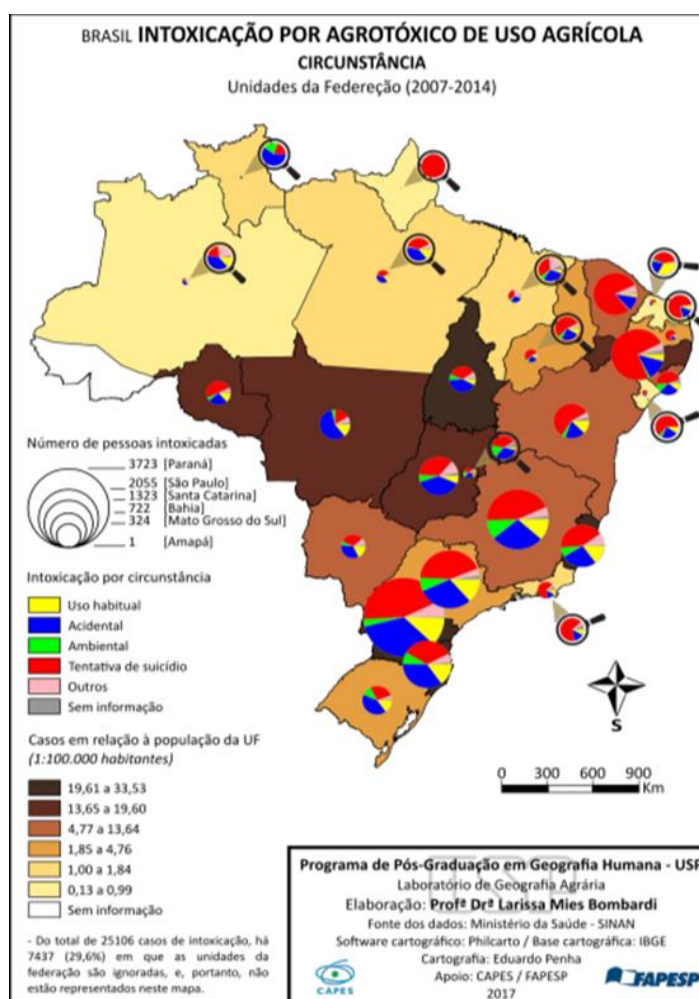 BRASIL INTOXICAÇÃO POR AGROTÓXICO DE USO AGRÍCOLA
CIRCUNSTÂNCIA
Unidades da Federeção (2007-2014)
Número de pessoas intoxicadas
3723 [Paraná]
2055 [São Paulo]
1323 [Santa Catarina]
722 [Bahia]
324 [Mato Grosso do Sul]
1 [Amapá]
Intoxicação por circunstância
Uso habitual
Acidental
Ambiental
Tentativa de suicídio
Outros
Sem informação
Casos em relação à população da UF
(1:100.000 habitantes)
19,61 a 33,53
13,65 a 19,60
4,77 a 13,64
1,85 a 4,76
1,00 a 1,84
0,13 a 0,99
Sem informação
- Do total de 25106 casos de intoxicação, há
7437 (29,6%) em que as unidades da
federação são ignoradas, e, portanto, não
estão representados neste mapa.
S
0 300 600 900
Km
USP
Programa de Pós-Graduação em Geografia Humana - USP
Laboratório de Geografia Agrária
Elaboração: Profª Drª Larissa Mies Bombardi
Fonte dos dados: Ministério da Saúde - SINAN
Software cartográfico: Philcarto / Base cartográfica: IBGE
Cartografia: Eduardo Penha
Apoio: CAPES / FAPESP
2017
CAPES
FAPESP